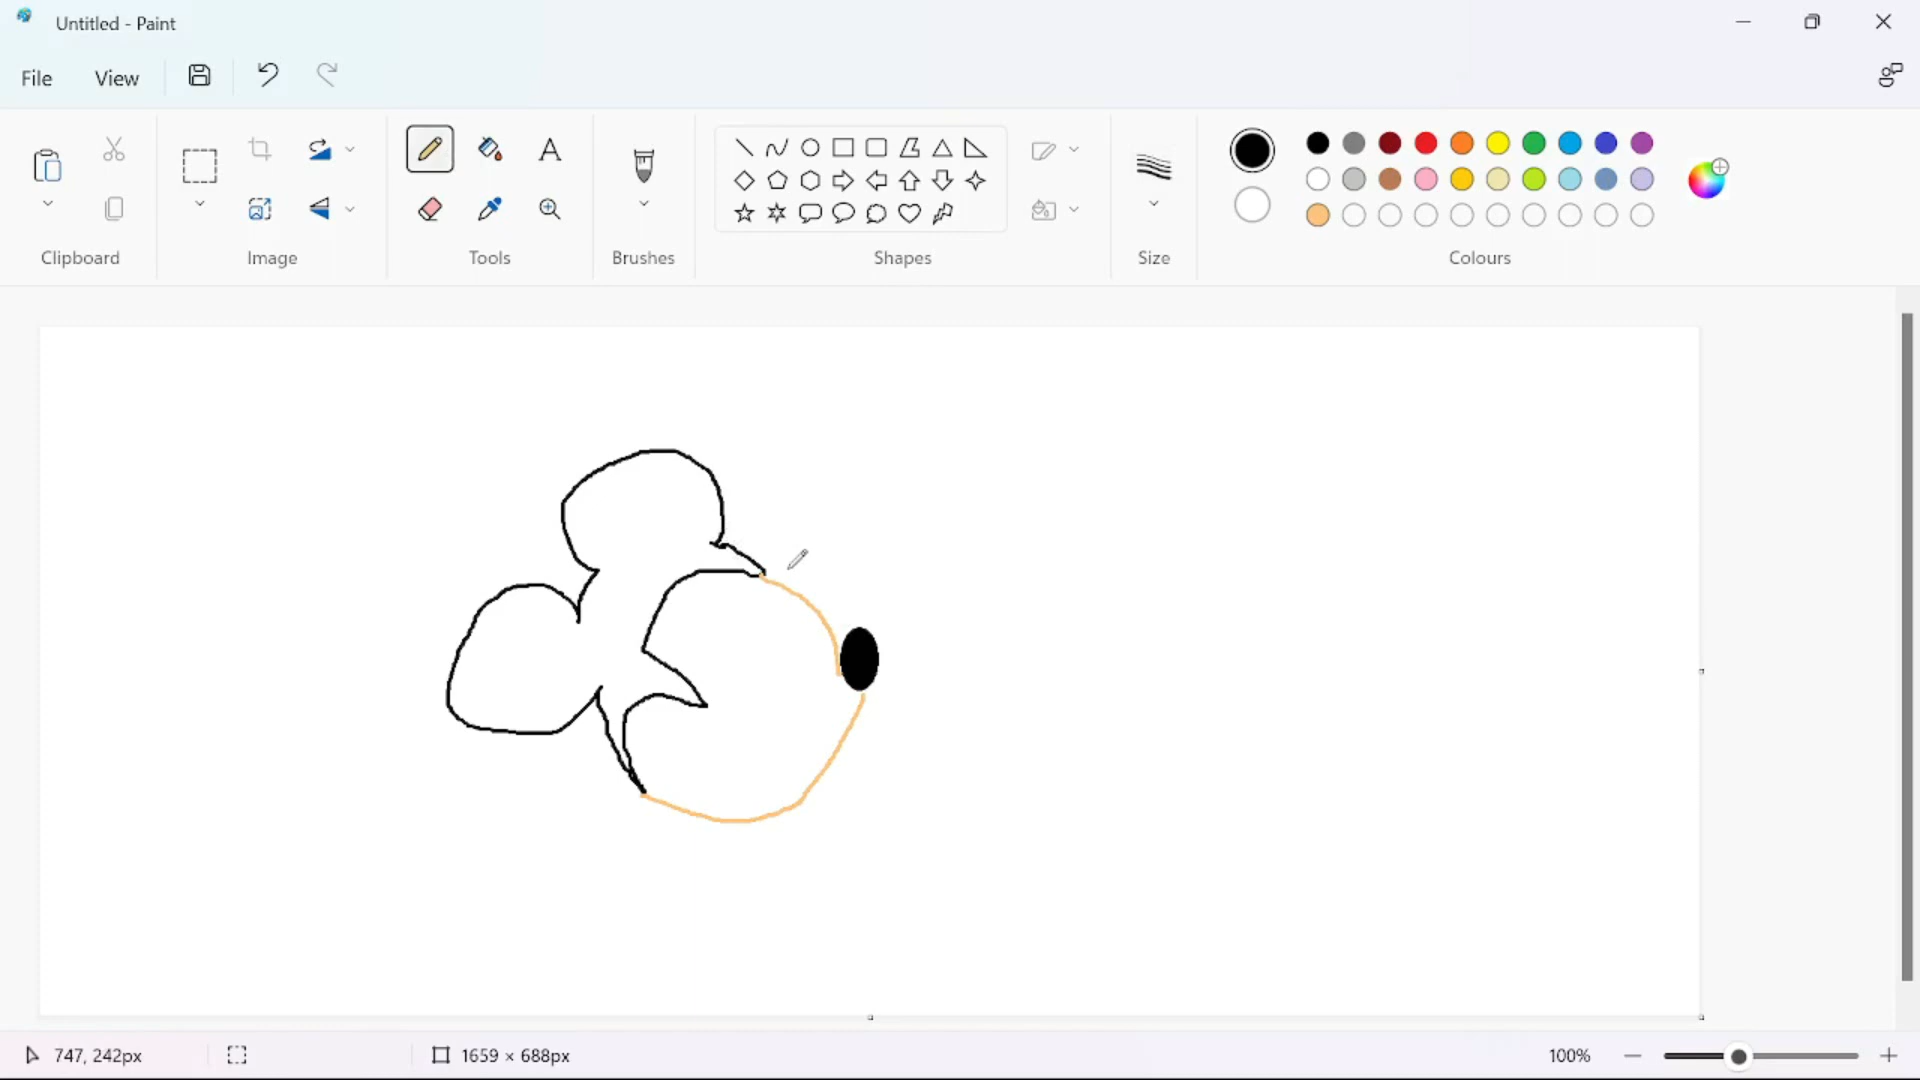 Untitled - Paint
File View
Clipboard
Image
Tools
Brushes
Shapes
Size
Colours
747, 242px
1659 × 688px
100%